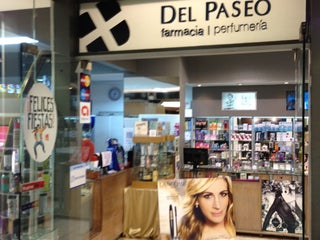 DEL PASEO
farmacia | perfumería
FELICES
FIESTAS!